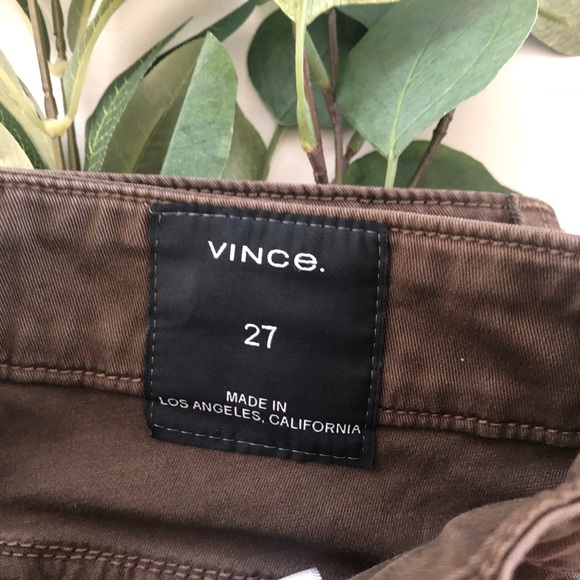 VINCe.
27
MADE IN
LOS ANGELES, CALIFORNIA